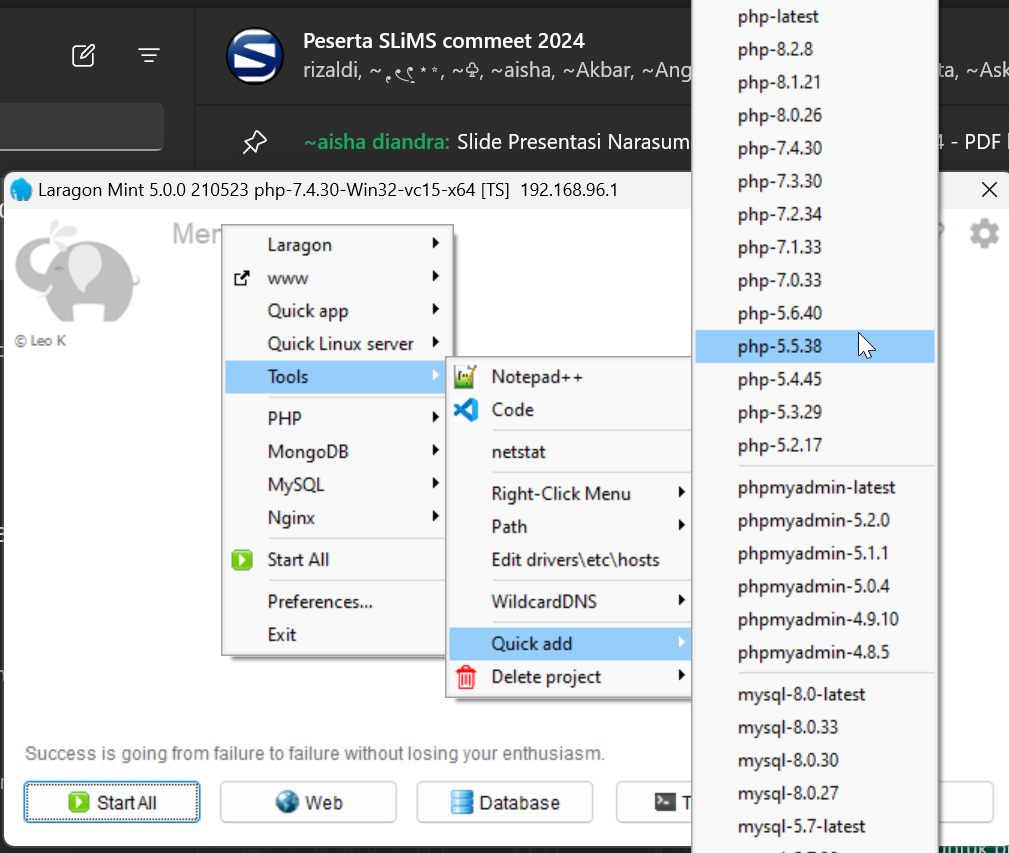 Peserta SLiMS commeet 2024
~aisha, ~Akbar, ~Ang
~aisha diandra: Slide Presentasi Narasum
- PDF
Laragon Mint 5.0.0 210523 php-7.4.30-Win32-vc15-x64 [TS] 192.168.96.1
© Leo K
Laragon
www
Quick app
Quick Linux server
Tools
PHP
MongoDB
MySQL
Nginx
Start All
Preferences...
Exit
Notepad++
Code
netstat
Right-Click Menu
Path
Edit drivers\etc\hosts
WildcardDNS
Quick add
Delete project
php-latest
php-8.2.8
php-8.1.21
php-8.0.26
php-7.4.30
php-7.3.30
php-7.2.34
php-7.1.33
php-7.0.33
php-5.6.40
php-5.5.38
php-5.4.45
php-5.3.29
php-5.2.17
phpmyadmin-latest
phpmyadmin-5.2.0
phpmyadmin-5.1.1
phpmyadmin-5.0.4
phpmyadmin-4.9.10
phpmyadmin-4.8.5
mysql-8.0-latest
mysql-8.0.33
mysql-8.0.30
mysql-8.0.27
mysql-5.7-latest
Success is going from failure to failure without losing your enthusiasm.
Start All
Web
Database